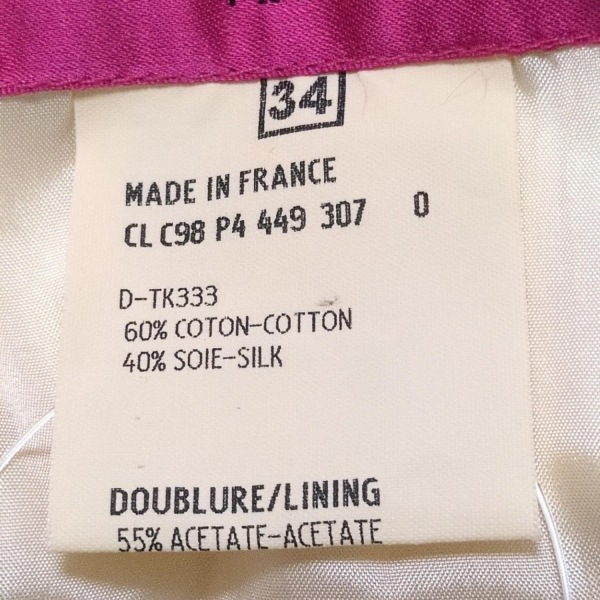 34
MADE IN FRANCE
CL C98 P4 449 307 0
D-TK333
60% COTON-COTTON
40% SOIE-SILK
DOUBLURE/LINING
55% ACETATE-ACETATE